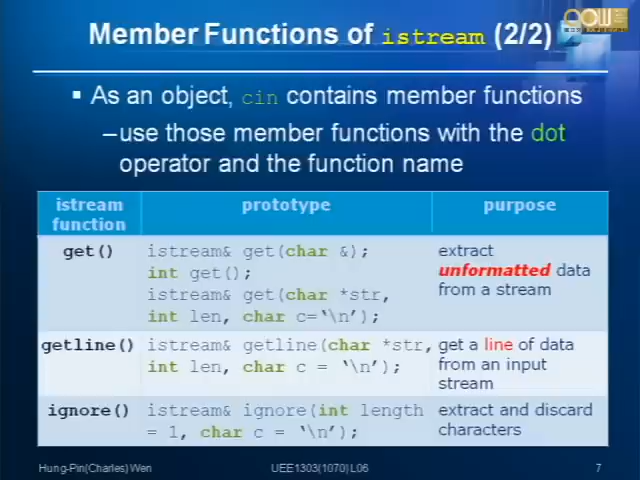 Member Functions of istream (2/2)
▪ As an object, cin contains member functions
–use those member functions with the dot
operator and the function name
istream
function
prototype
purpose
get()
istream& get(char &);
int get();
istream& get(char *str,
int len, char c=‘\n’);
extract
unformatted data
from a stream
getline()
istream& getline(char *str,
int len, char c = ‘\n’);
get a line of data
from an input
stream
ignore()
istream& ignore(int length
= 1, char c = ‘\n’);
extract and discard
characters
Hung-Pin(Charles) Wen
UEE1303(1070) L06
7